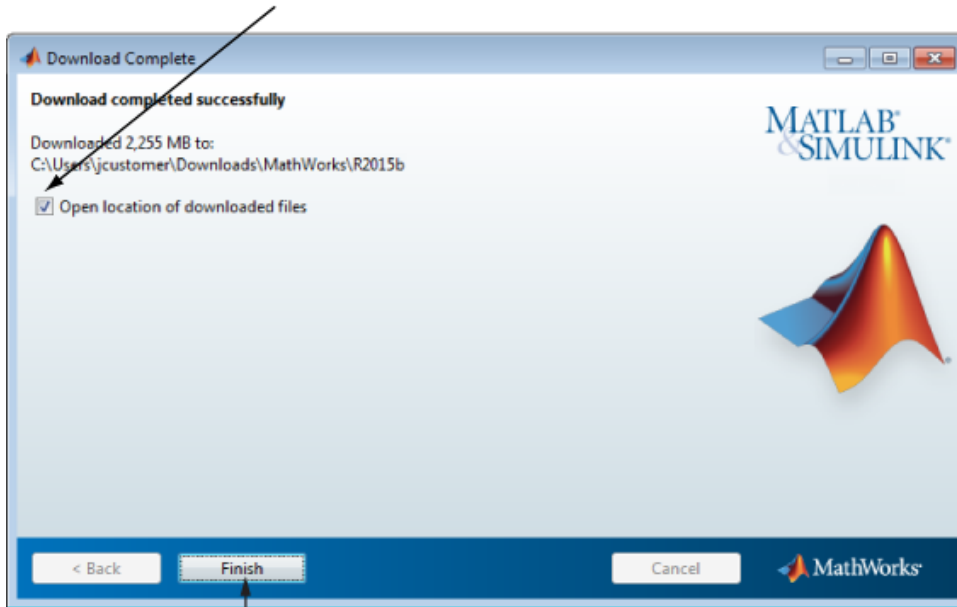 Download Complete
Download completed successfully
Downloaded 2,255 MB to:
C:\Users\jcustomer\Downloads\MathWorks\R2015b
Open location of downloaded files
MATLAB®
&SIMULINK®
®
< Back
Finish
Cancel
MathWorks®